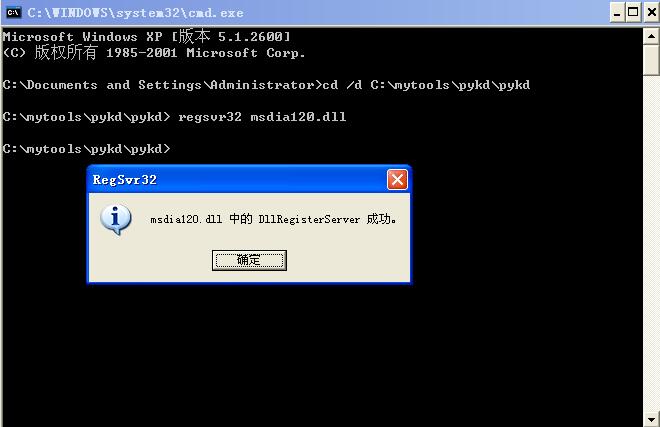 C:\WINDOWS\system32\cmd.exe
Microsoft Windows XP [版本 5.1.2600]
(C) 版权所有 1985-2001 Microsoft Corp.
C:\Documents and Settings\Administrator>cd /d C:\mytools\pykd\pykd
C:\mytools\pykd\pykd> regsvr32 msdia120.dll
C:\mytools\pykd\pykd>
RegSvr32
msdia120.dll 中的 DllRegisterServer 成功。
确定